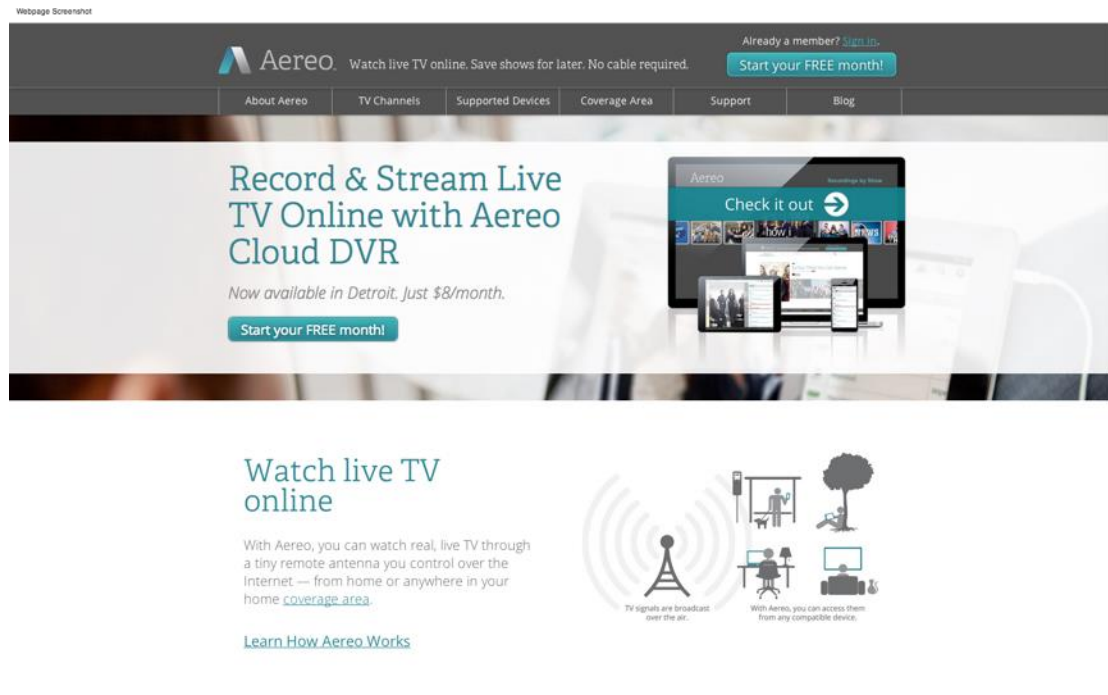 Webpage Screenshot
Already a member? Sign in.
Aereo. Watch live TV online. Save shows for later. No cable required.
Start your FREE month!
About Aereo TV Channels Supported Devices Coverage Area Support Blog
Record & Stream Live
TV Online with Aereo
Cloud DVR
Now available in Detroit. Just $8/month.
Start your FREE month!
Aereo
Recordings by Show
Check it out
how i
news
Watch live TV
online
With Aereo, you can watch real, live TV through
a tiny remote antenna you control over the
Internet — from home or anywhere in your
home coverage area.
Learn How Aereo Works
TV signals are broadcast
over the air.
With Aereo, you can access them
from any compatible device.